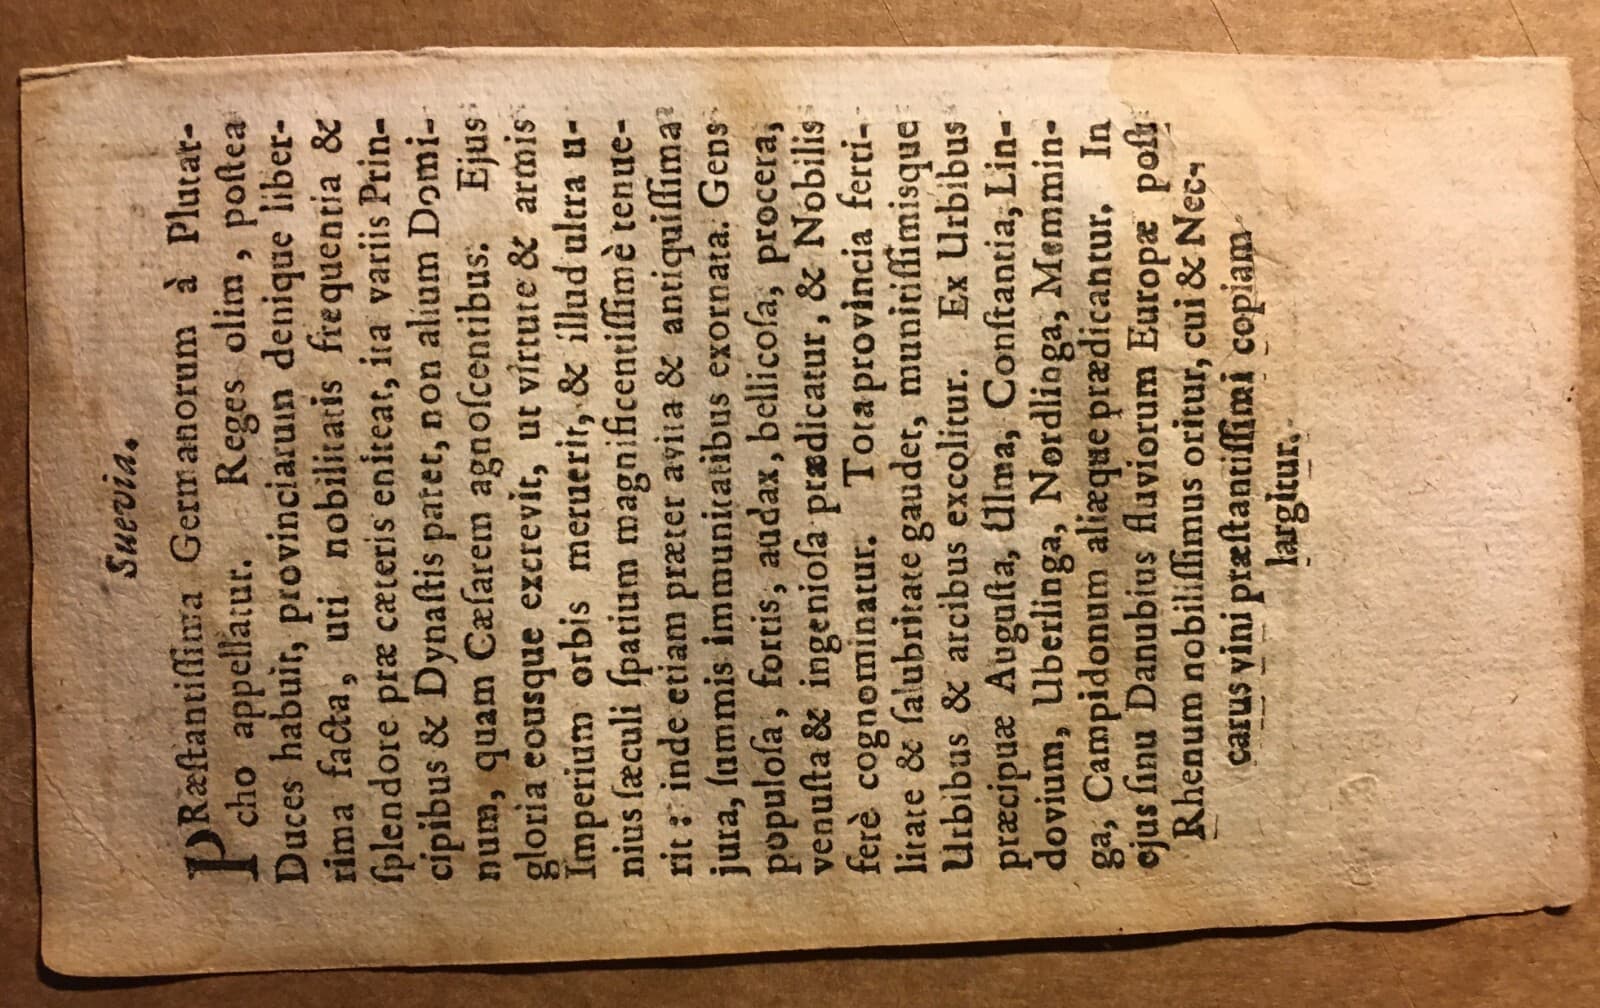 Suevia.
PRæſtantiſſima Germanorum à Plutar-
cho appellatur. Reges olim, poſtea
Duces habuit, provinciarum denique liber-
rima facta, uti nobilitatis frequentia &
ſplendore præ cæteris eniteat, ita variis Prin-
cipibus & Dynaſtis patet, non alium Domi-
num, quam Cæſarem agnoſcentibus. Ejus
gloria eousque excrevit, ut virtute & armis
Imperium orbis meruerit, & illud ultra u-
nius ſæculi ſpatium magnificentiſſimè tenue-
rit: inde etiam præter avita & antiquiſſima
jura, ſummis immunitatibus exornata. Gens
populoſa, fortis, audax, bellicoſa, procera,
venuſta & ingenioſa prædicatur, & Nobilis
ferè cognominatur. Tota provincia ferti-
litate & ſalubritate gaudet, munitiſſimisque
Urbibus & arcibus excolitur. Ex Urbibus
præcipuæ Auguſta, Ulma, Conſtantia, Lin-
dovium, Uberlinga, Nordlinga, Memmin-
ga, Campidonum aliæque prædicantur. In
ejus ſinu Danubius fluviorum Europæ poſt
Rhenum nobiliſſimus oritur, cui & Nec-
carus vini præſtantiſſimi copiam
largitur.